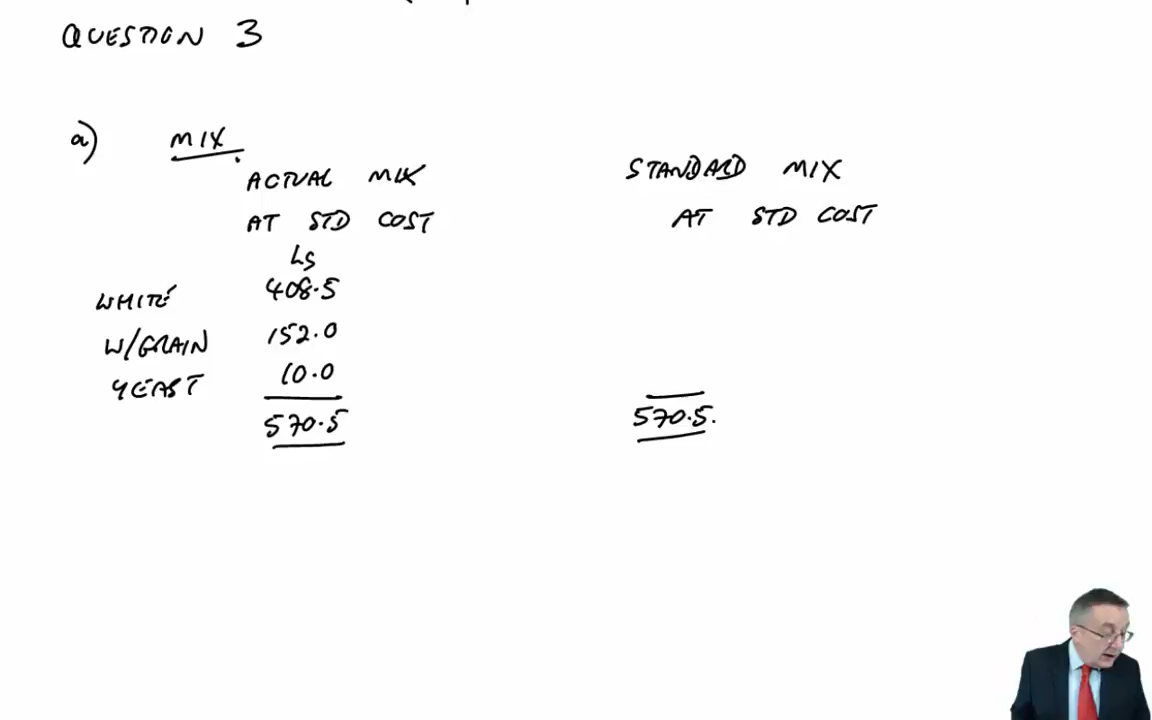 QUESTION 3
a) MIX
ACTUAL MIX STANDARD MIX
AT STD COST AT STD COST
WHITE 408.5
W/GRAIN 152.0
YEAST 10.0
570.5 570.5.